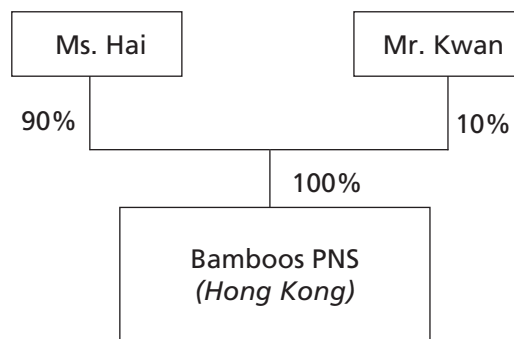 Ms. Hai
Mr. Kwan
90%
10%
100%
Bamboos PNS
(Hong Kong)